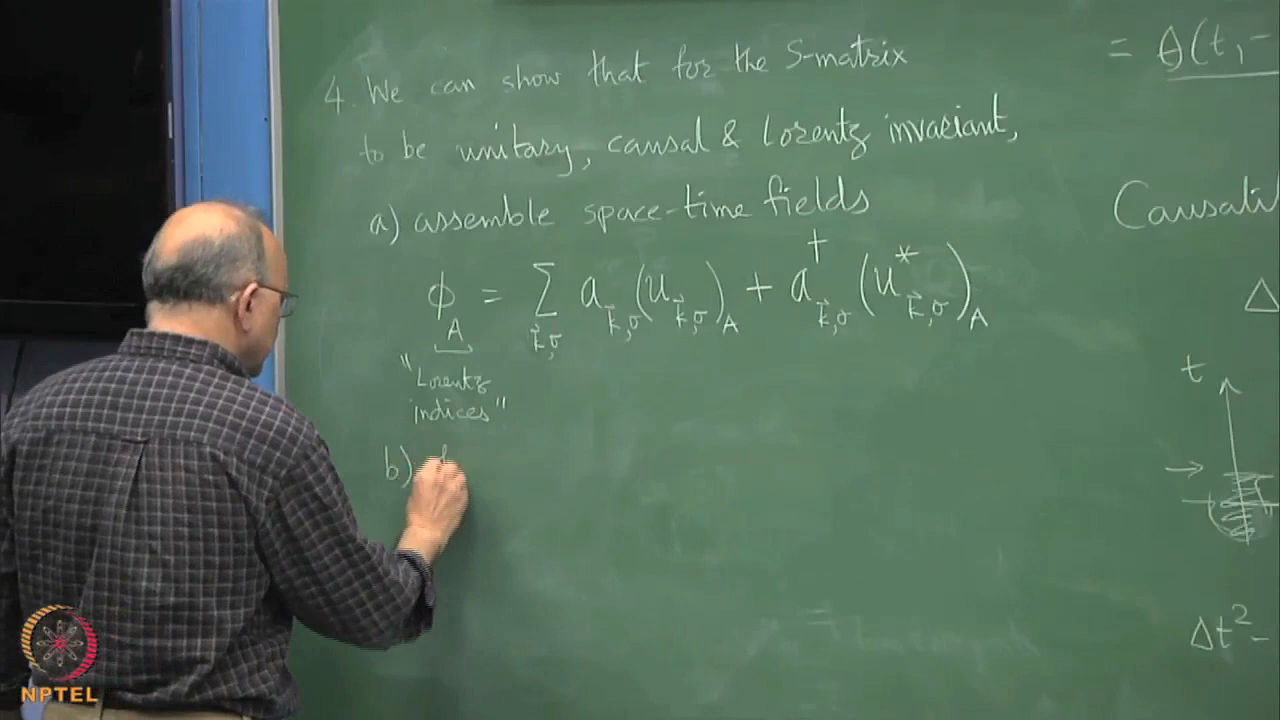 4. We can show that for the S-matrix
to be unitary, causal & Lorentz invariant,
a) assemble space-time fields
ϕ_A = Σ_{k⃗,σ} a_{k⃗,σ} (u_{k⃗,σ})_A + a†_{k⃗,σ} (u*_{k⃗,σ})_A
"Lorentz
indices"
b)
= θ(t, -
Causali
Δ
t
Δt² -
NPTEL